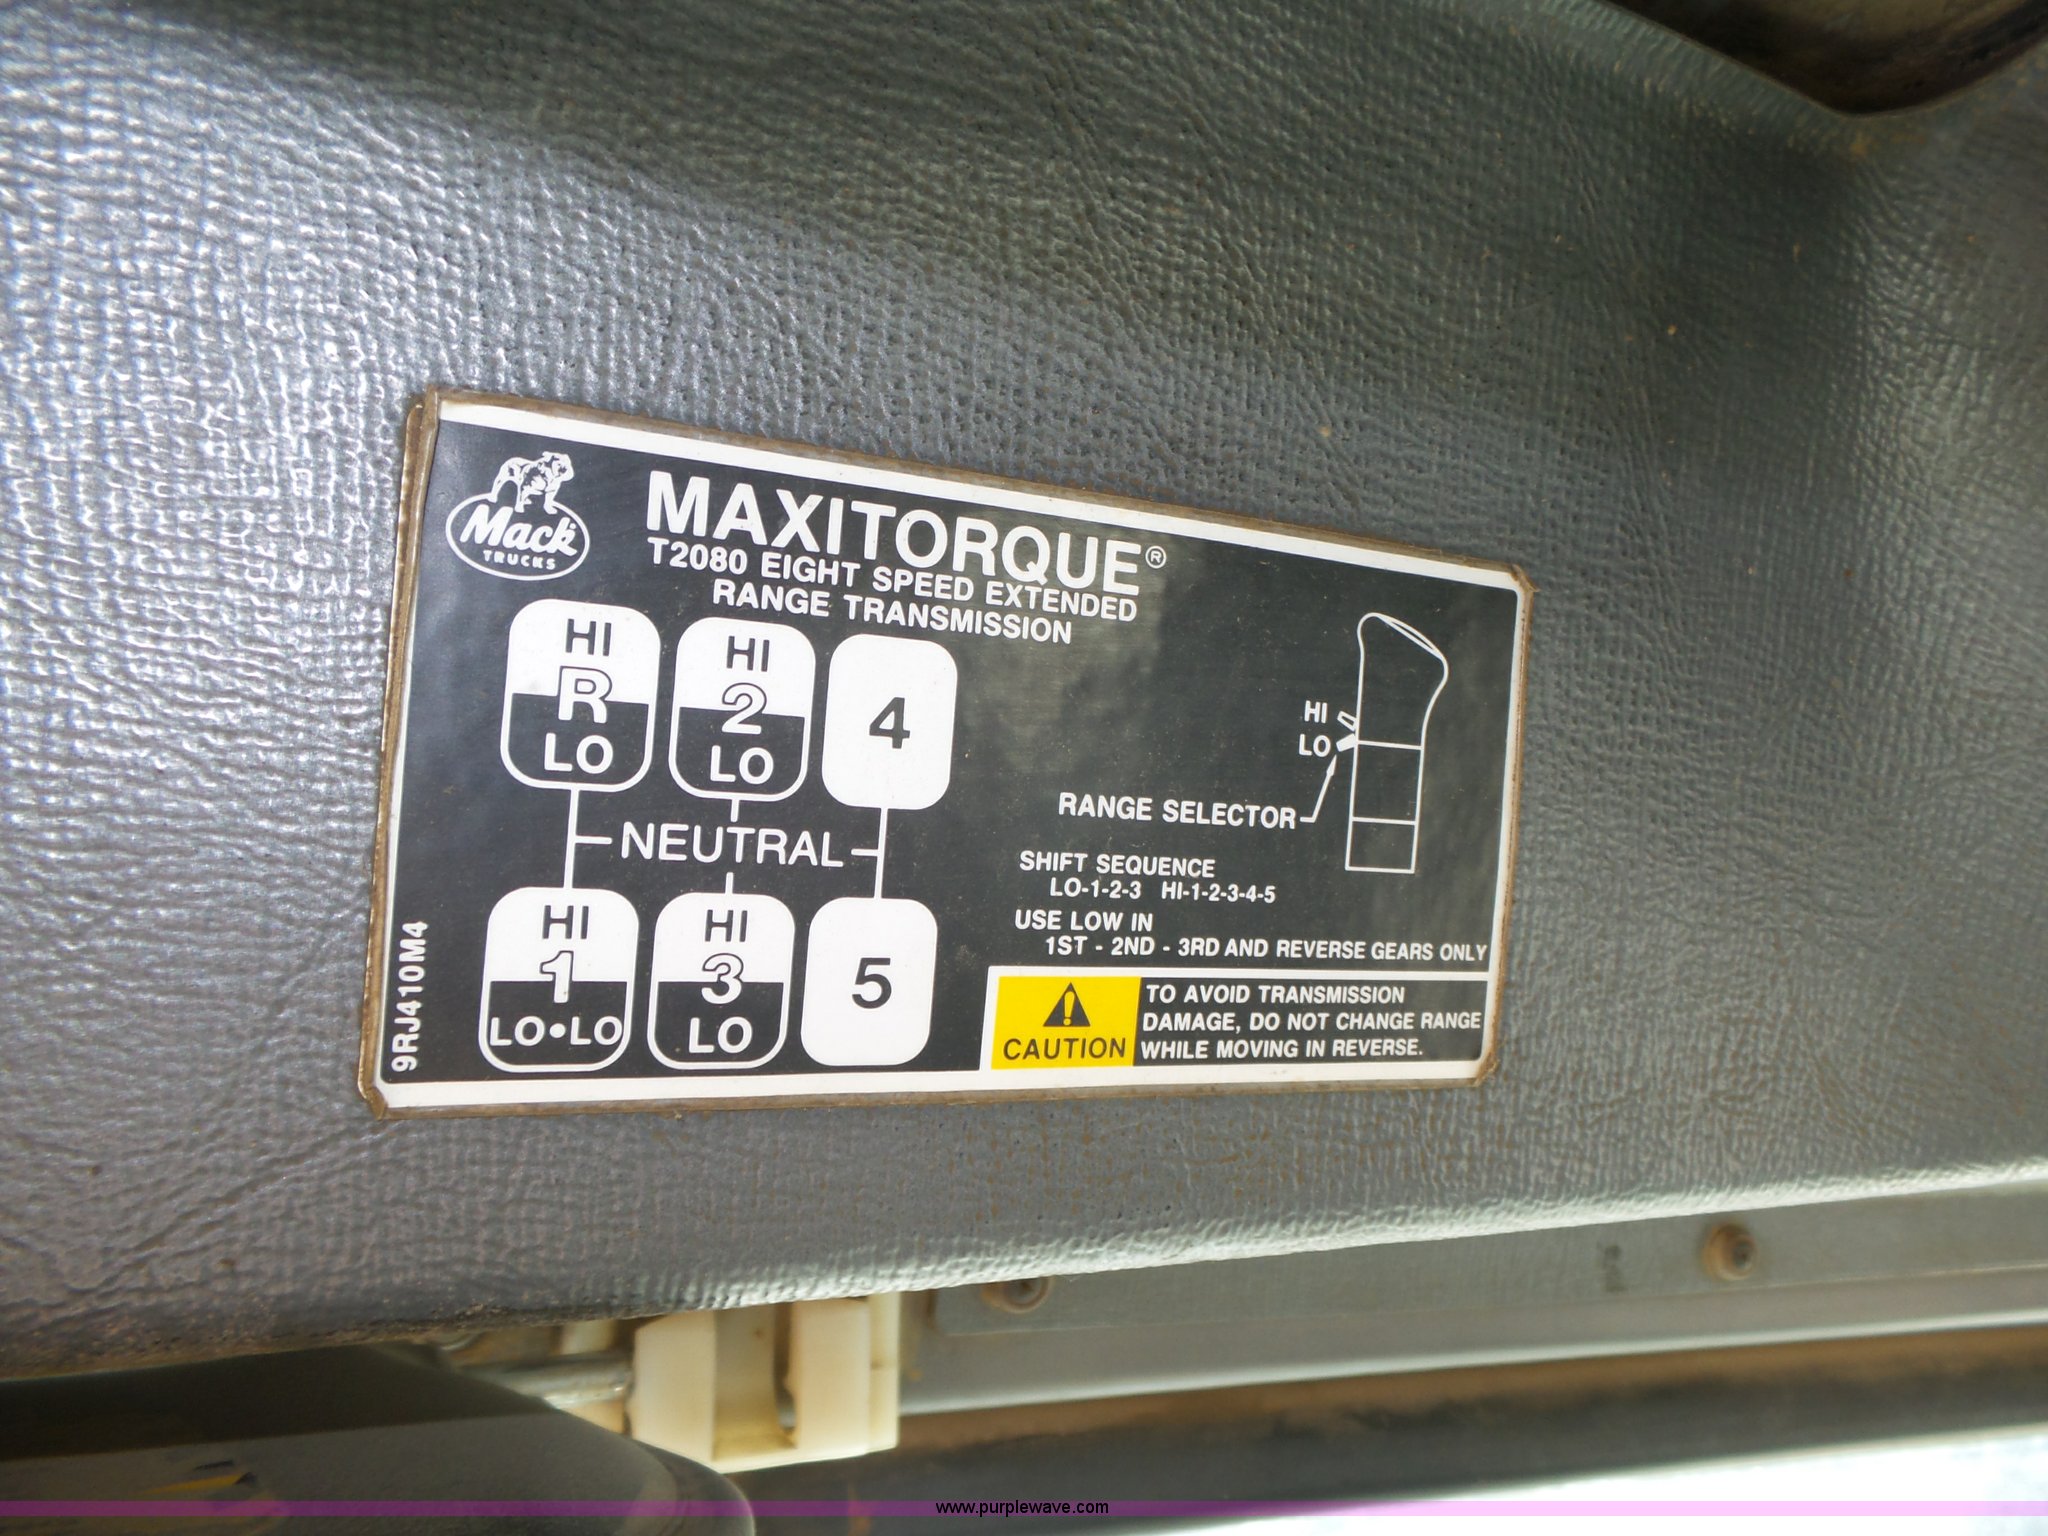 Mack®
TRUCKS
MAXITORQUE®
T2080 EIGHT SPEED EXTENDED
RANGE TRANSMISSION
HI
R
LO
HI
2
LO
4
NEUTRAL
HI
1
LO•LO
HI
3
LO
5
HI
LO
RANGE SELECTOR
SHIFT SEQUENCE
LO-1-2-3 HI-1-2-3-4-5
USE LOW IN
1ST - 2ND - 3RD AND REVERSE GEARS ONLY
CAUTION
TO AVOID TRANSMISSION
DAMAGE, DO NOT CHANGE RANGE
WHILE MOVING IN REVERSE.
9RJ410M4
www.purplewave.com